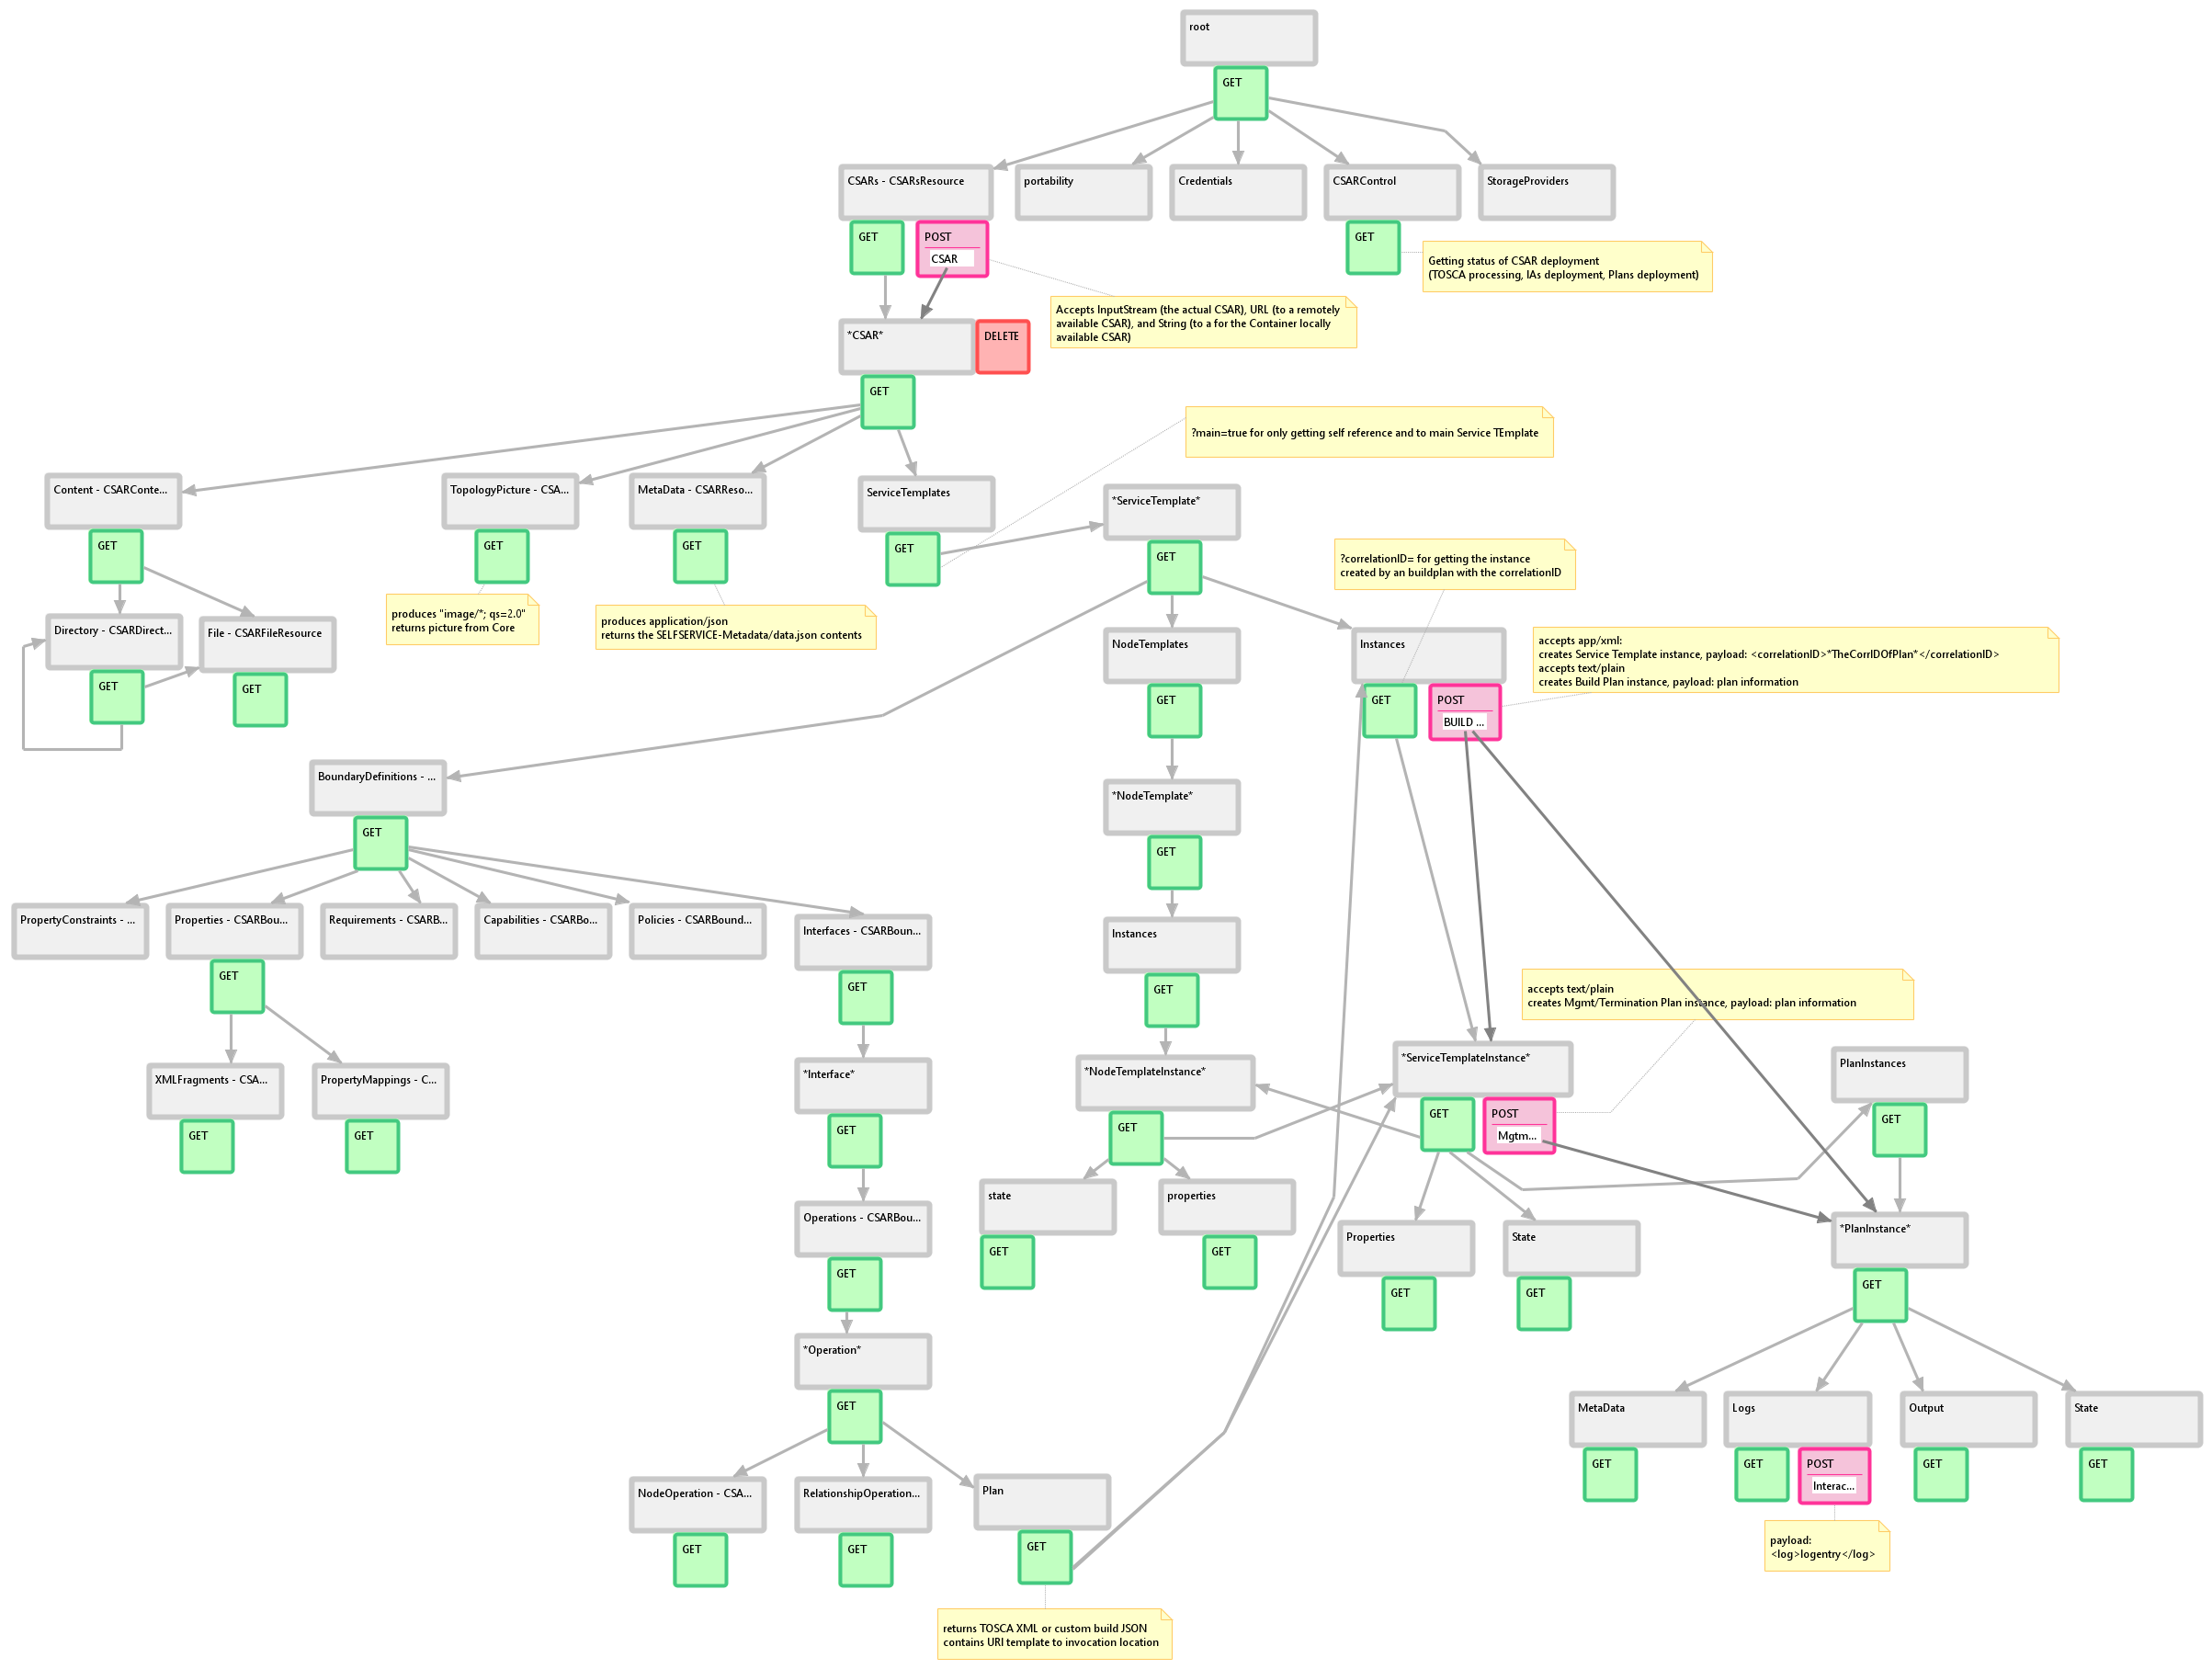 root
GET
CSARs - CSARsResource
portability
Credentials
CSARControl
StorageProviders
GET
POST
CSAR
GET
Getting status of CSAR deployment
(TOSCA processing, IAs deployment, Plans deployment)
Accepts InputStream (the actual CSAR), URL (to a remotely
available CSAR), and String (to a for the Container locally
available CSAR)
*CSAR*
DELETE
GET
?main=true for only getting self reference and to main Service TEmplate
Content - CSARConte...
TopologyPicture - CSA...
MetaData - CSARReso...
ServiceTemplates
*ServiceTemplate*
GET
GET
GET
GET
GET
?correlationID= for getting the instance
created by an buildplan with the correlationID
produces "image/*; qs=2.0"
returns picture from Core
produces application/json
returns the SELFSERVICE-Metadata/data.json contents
Directory - CSARDirect...
File - CSARFileResource
GET
GET
NodeTemplates
Instances
accepts app/xml:
creates Service Template instance, payload: <correlationID>*TheCorrIDOfPlan*</correlationID>
accepts text/plain
creates Build Plan instance, payload: plan information
GET
GET
POST
BUILD ...
BoundaryDefinitions - ...
GET
*NodeTemplate*
GET
PropertyConstraints - ...
Properties - CSARBou...
Requirements - CSARB...
Capabilities - CSARBo...
Policies - CSARBound...
Interfaces - CSARBoun...
Instances
GET
GET
GET
accepts text/plain
creates Mgmt/Termination Plan instance, payload: plan information
XMLFragments - CSA...
PropertyMappings - C...
*Interface*
*NodeTemplateInstance*
*ServiceTemplateInstance*
PlanInstances
GET
GET
GET
GET
GET
POST
Mgtm...
GET
Operations - CSARBou...
state
properties
Properties
State
*PlanInstance*
GET
GET
GET
GET
GET
GET
*Operation*
GET
MetaData
Logs
Output
State
GET
GET
POST
Interac...
GET
GET
NodeOperation - CSA...
RelationshipOperation...
Plan
GET
GET
GET
payload:
<log>logentry</log>
returns TOSCA XML or custom build JSON
contains URI template to invocation location